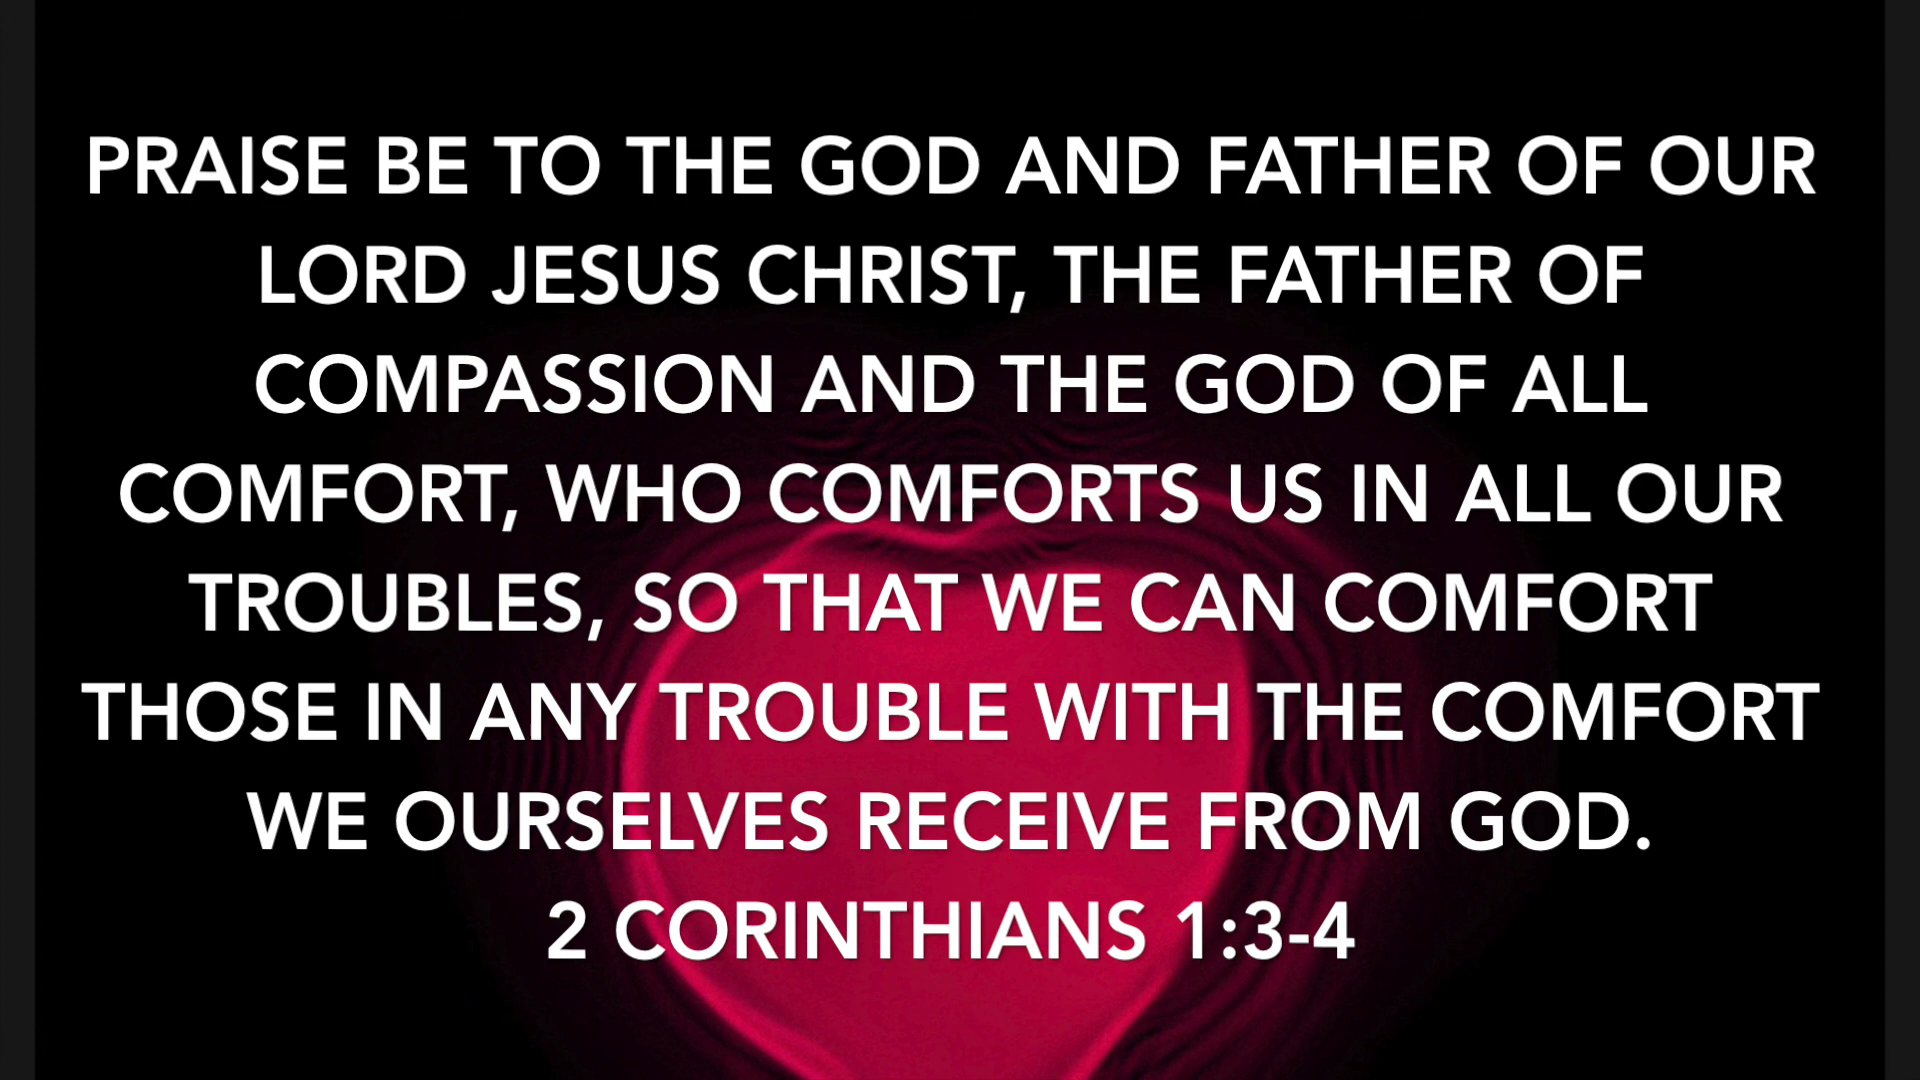 PRAISE BE TO THE GOD AND FATHER OF OUR
LORD JESUS CHRIST, THE FATHER OF
COMPASSION AND THE GOD OF ALL
COMFORT, WHO COMFORTS US IN ALL OUR
TROUBLES, SO THAT WE CAN COMFORT
THOSE IN ANY TROUBLE WITH THE COMFORT
WE OURSELVES RECEIVE FROM GOD.
2 CORINTHIANS 1:3-4